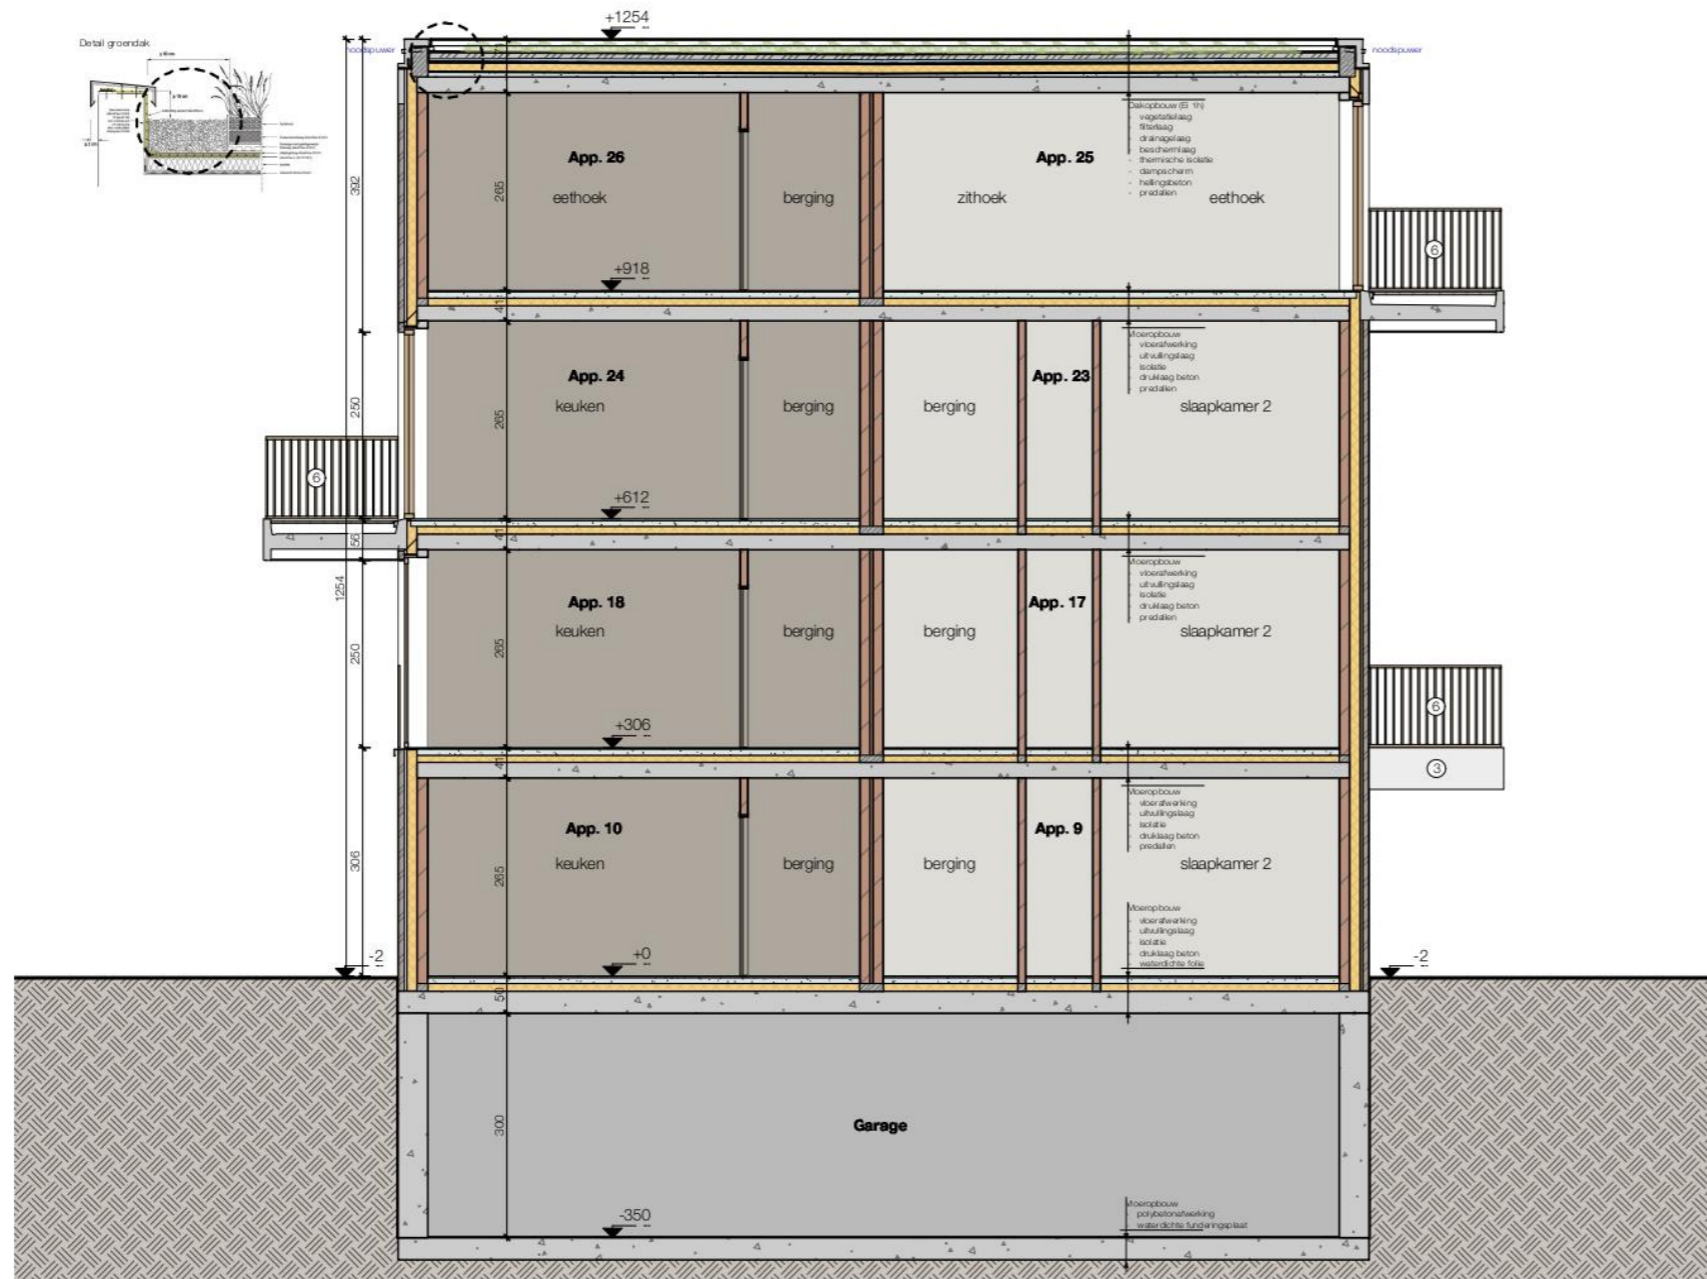 +1254
Detail groendak
noodspuwer
noodspuwer
71
Dakopbouw (Ei 1h)
- vegetatielaag
- filterlaag
- drainagelaag
- beschermlaag
- thermische isolatie
- dampscherm
- hellingsbeton
- predallen
App. 26
App. 25
392
265
eethoek
berging
zithoek
eethoek
6
+918
41
Vloeropbouw
- vloerafwerking
- uitvullingslaag
- isolatie
- druklaag beton
- predallen
App. 24
App. 23
250
265
keuken
berging
berging
slaapkamer 2
6
+612
56
41
Vloeropbouw
- vloerafwerking
- uitvullingslaag
- isolatie
- druklaag beton
- predallen
1254
App. 18
App. 17
250
265
keuken
berging
berging
slaapkamer 2
6
+306
41
3
Vloeropbouw
- vloerafwerking
- uitvullingslaag
- isolatie
- druklaag beton
- predallen
App. 10
App. 9
306
265
keuken
berging
berging
slaapkamer 2
Vloeropbouw
- vloerafwerking
- uitvullingslaag
- isolatie
- druklaag beton
- waterdichte folie
-2
+0
-2
50
300
Garage
-350
Vloeropbouw
- polybetonafwerking
- waterdichte funderingsplaat